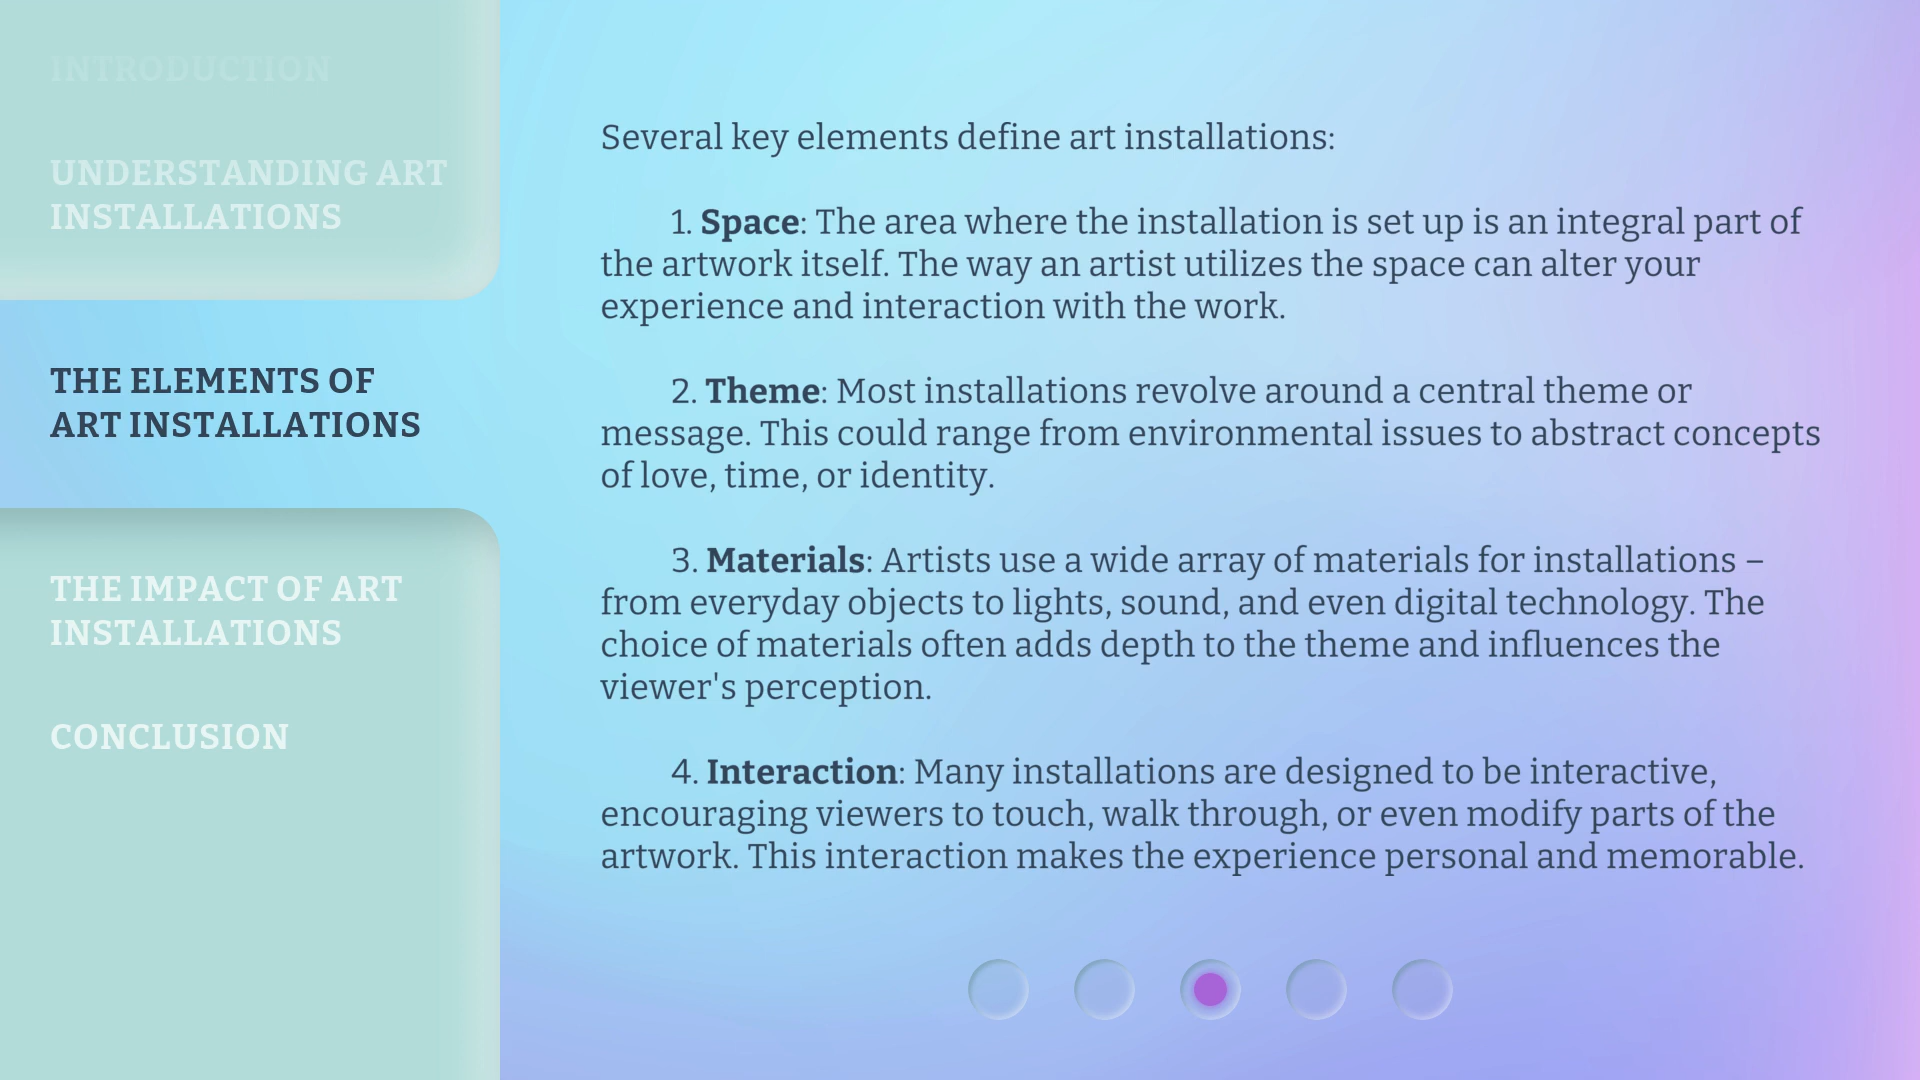 INTRODUCTION
UNDERSTANDING ART
INSTALLATIONS
THE ELEMENTS OF
ART INSTALLATIONS
THE IMPACT OF ART
INSTALLATIONS
CONCLUSION
Several key elements define art installations:
1. Space: The area where the installation is set up is an integral part of
the artwork itself. The way an artist utilizes the space can alter your
experience and interaction with the work.
2. Theme: Most installations revolve around a central theme or
message. This could range from environmental issues to abstract concepts
of love, time, or identity.
3. Materials: Artists use a wide array of materials for installations –
from everyday objects to lights, sound, and even digital technology. The
choice of materials often adds depth to the theme and influences the
viewer's perception.
4. Interaction: Many installations are designed to be interactive,
encouraging viewers to touch, walk through, or even modify parts of the
artwork. This interaction makes the experience personal and memorable.